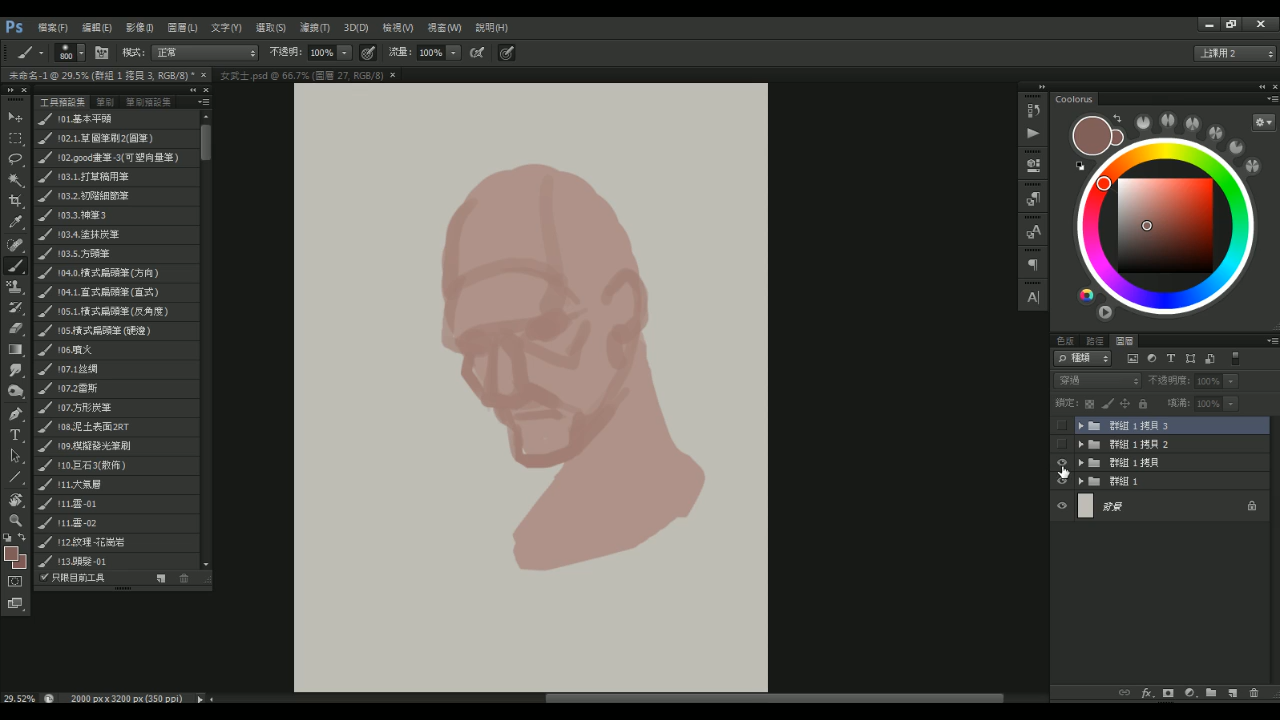 Ps 檔案(F) 編輯(E) 影像(I) 圖層(L) 文字(Y) 選取(S) 濾鏡(T) 3D(D) 檢視(V) 視窗(W) 說明(H)
800 模式: 正常 不透明: 100% 流量: 100% 上課用 2
未命名-1 @ 29.5% (群組 1 拷貝 3, RGB/8) * × 女武士.psd @ 66.7% (圖層 27, RGB/8) ×
工具預設集 筆刷 筆刷預設集
!01.基本平頭
!02.1.草圖筆刷2(圓筆)
!02.good畫筆-3(可塑向量筆)
!03.1.打草稿用筆
!03.2.初階細節筆
!03.3.神筆3
!03.4.塗抹炭筆
!03.5.方頭筆
!04.0.橫式扁頭筆(方向)
!04.1.直式扁頭筆(直式)
!05.1.橫式扁頭筆(反角度)
!05.橫式扁頭筆(硬邊)
!06.噴火
!07.1絲綢
!07.2雷斯
!07.方形炭筆
!08.泥土表面2RT
!09.模擬發光筆刷
!10.巨石3(散佈)
!11.大氣層
!11.雲-01
!11.雲-02
!12.紋理-花崗岩
!13.頭髮-01
只限目前工具
Coolorus
色版 路徑 圖層
種類
穿過 不透明度: 100%
鎖定: 填滿: 100%
群組 1 拷貝 3
群組 1 拷貝 2
群組 1 拷貝
群組 1
背景
29.52% 2000 px x 3200 px (350 ppi)